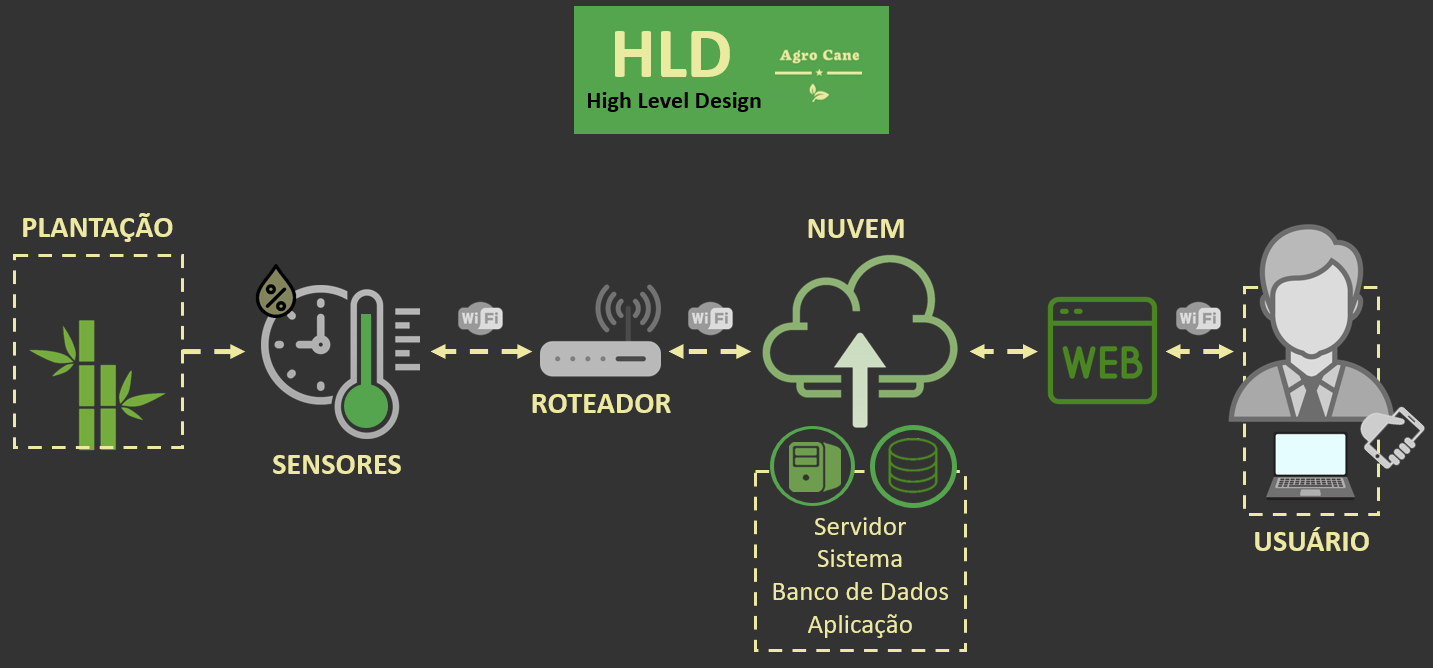 HLD
High Level Design
Agro Cane
PLANTAÇÃO
%
SENSORES
WiFi
ROTEADOR
WiFi
NUVEM
Servidor
Sistema
Banco de Dados
Aplicação
WEB
WiFi
USUÁRIO